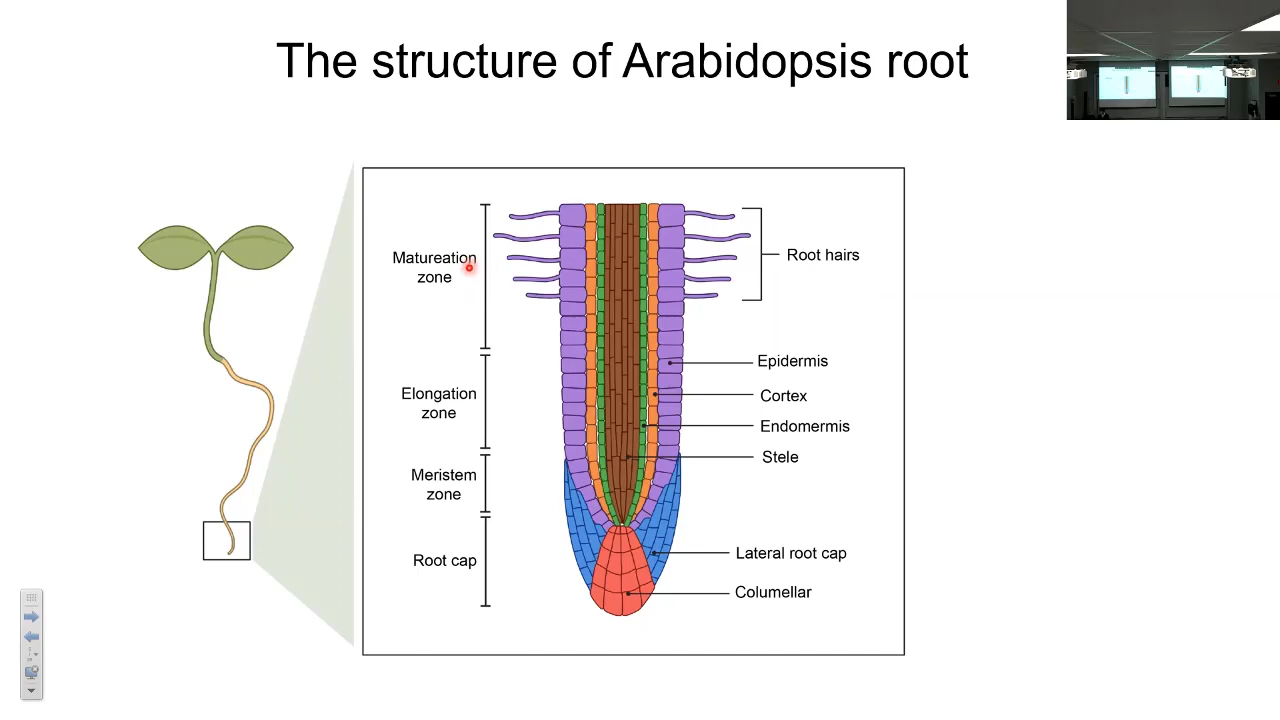 The structure of Arabidopsis root
Matureation
zone
Elongation
zone
Meristem
zone
Root cap
Root hairs
Epidermis
Cortex
Endomermis
Stele
Lateral root cap
Columellar